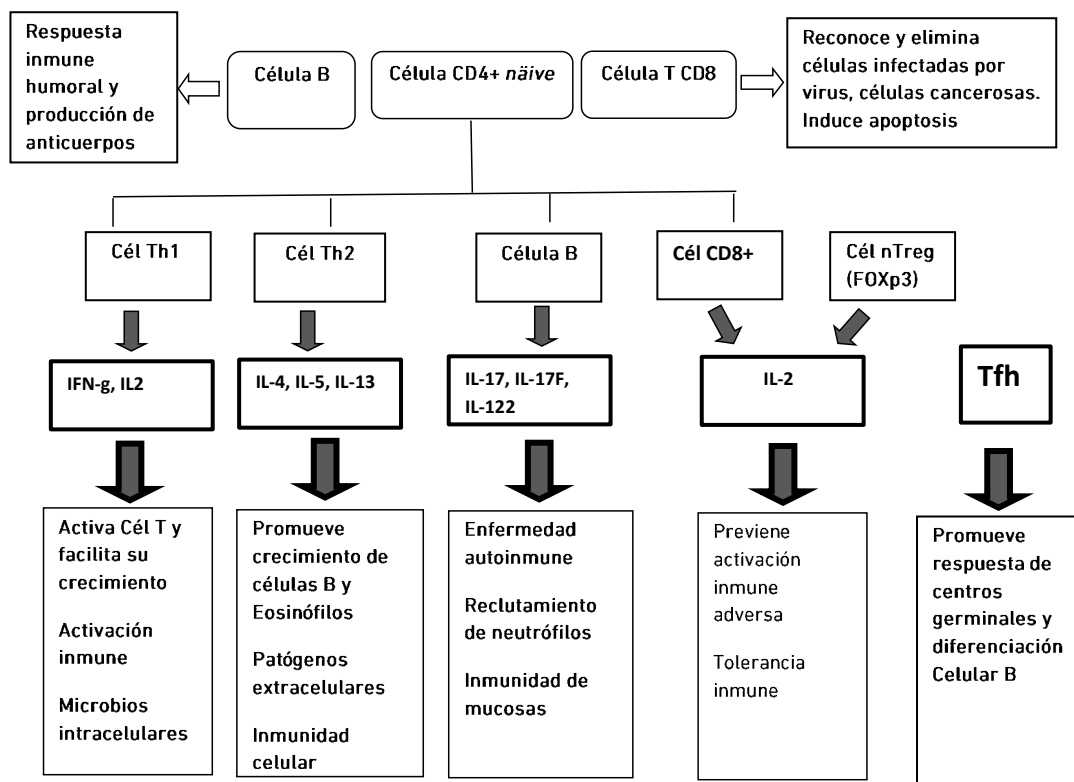 Respuesta
inmune
humoral y
producción de
anticuerpos
Célula B
Célula CD4+ näive
Célula T CD8
Reconoce y elimina
células infectadas por
virus, células cancerosas.
Induce apoptosis
Cél Th1
Cél Th2
Célula B
Cél CD8+
Cél nTreg
(FOXp3)
IFN-g, IL2
IL-4, IL-5, IL-13
IL-17, IL-17F,
IL-122
IL-2
Tfh
Activa Cél T y
facilita su
crecimiento
Activación
inmune
Microbios
intracelulares
Promueve
crecimiento de
células B y
Eosinófilos
Patógenos
extracelulares
Inmunidad
celular
Enfermedad
autoinmune
Reclutamiento
de neutrófilos
Inmunidad de
mucosas
Previene
activación
inmune
adversa
Tolerancia
inmune
Promueve
respuesta de
centros
germinales y
diferenciación
Celular B